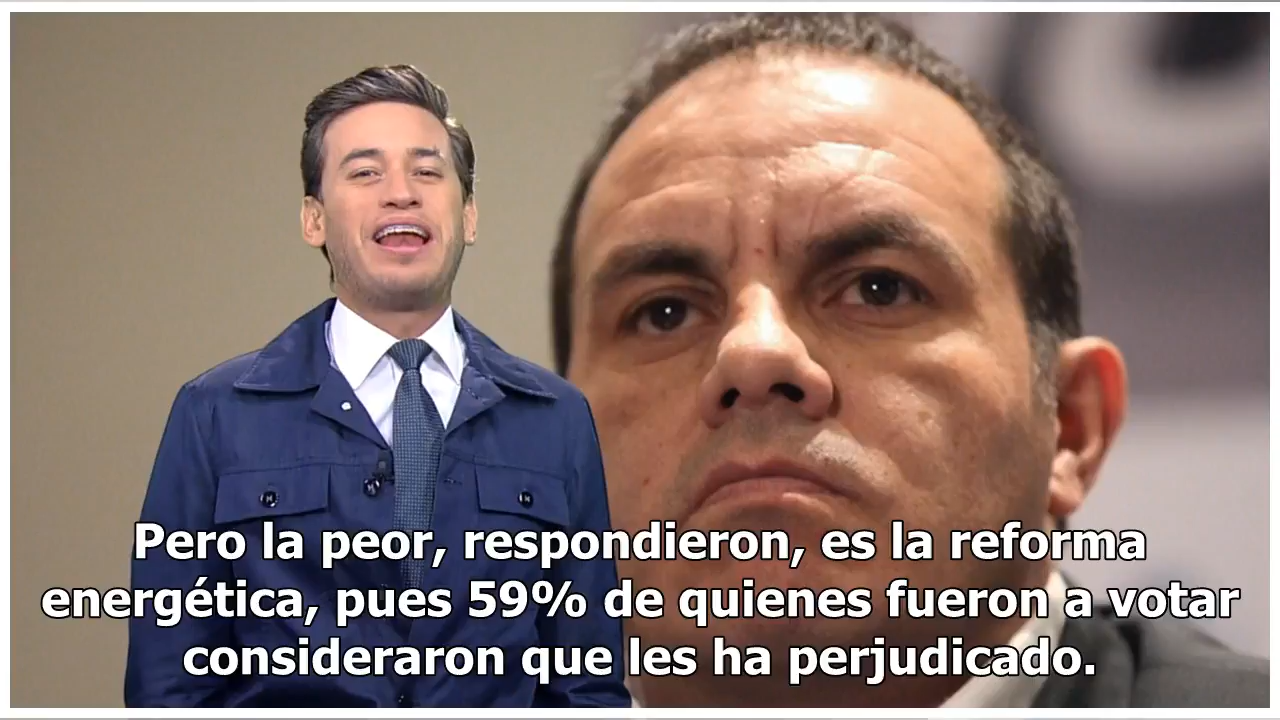 Pero la peor, respondieron, es la reforma
energética, pues 59% de quienes fueron a votar
consideraron que les ha perjudicado.